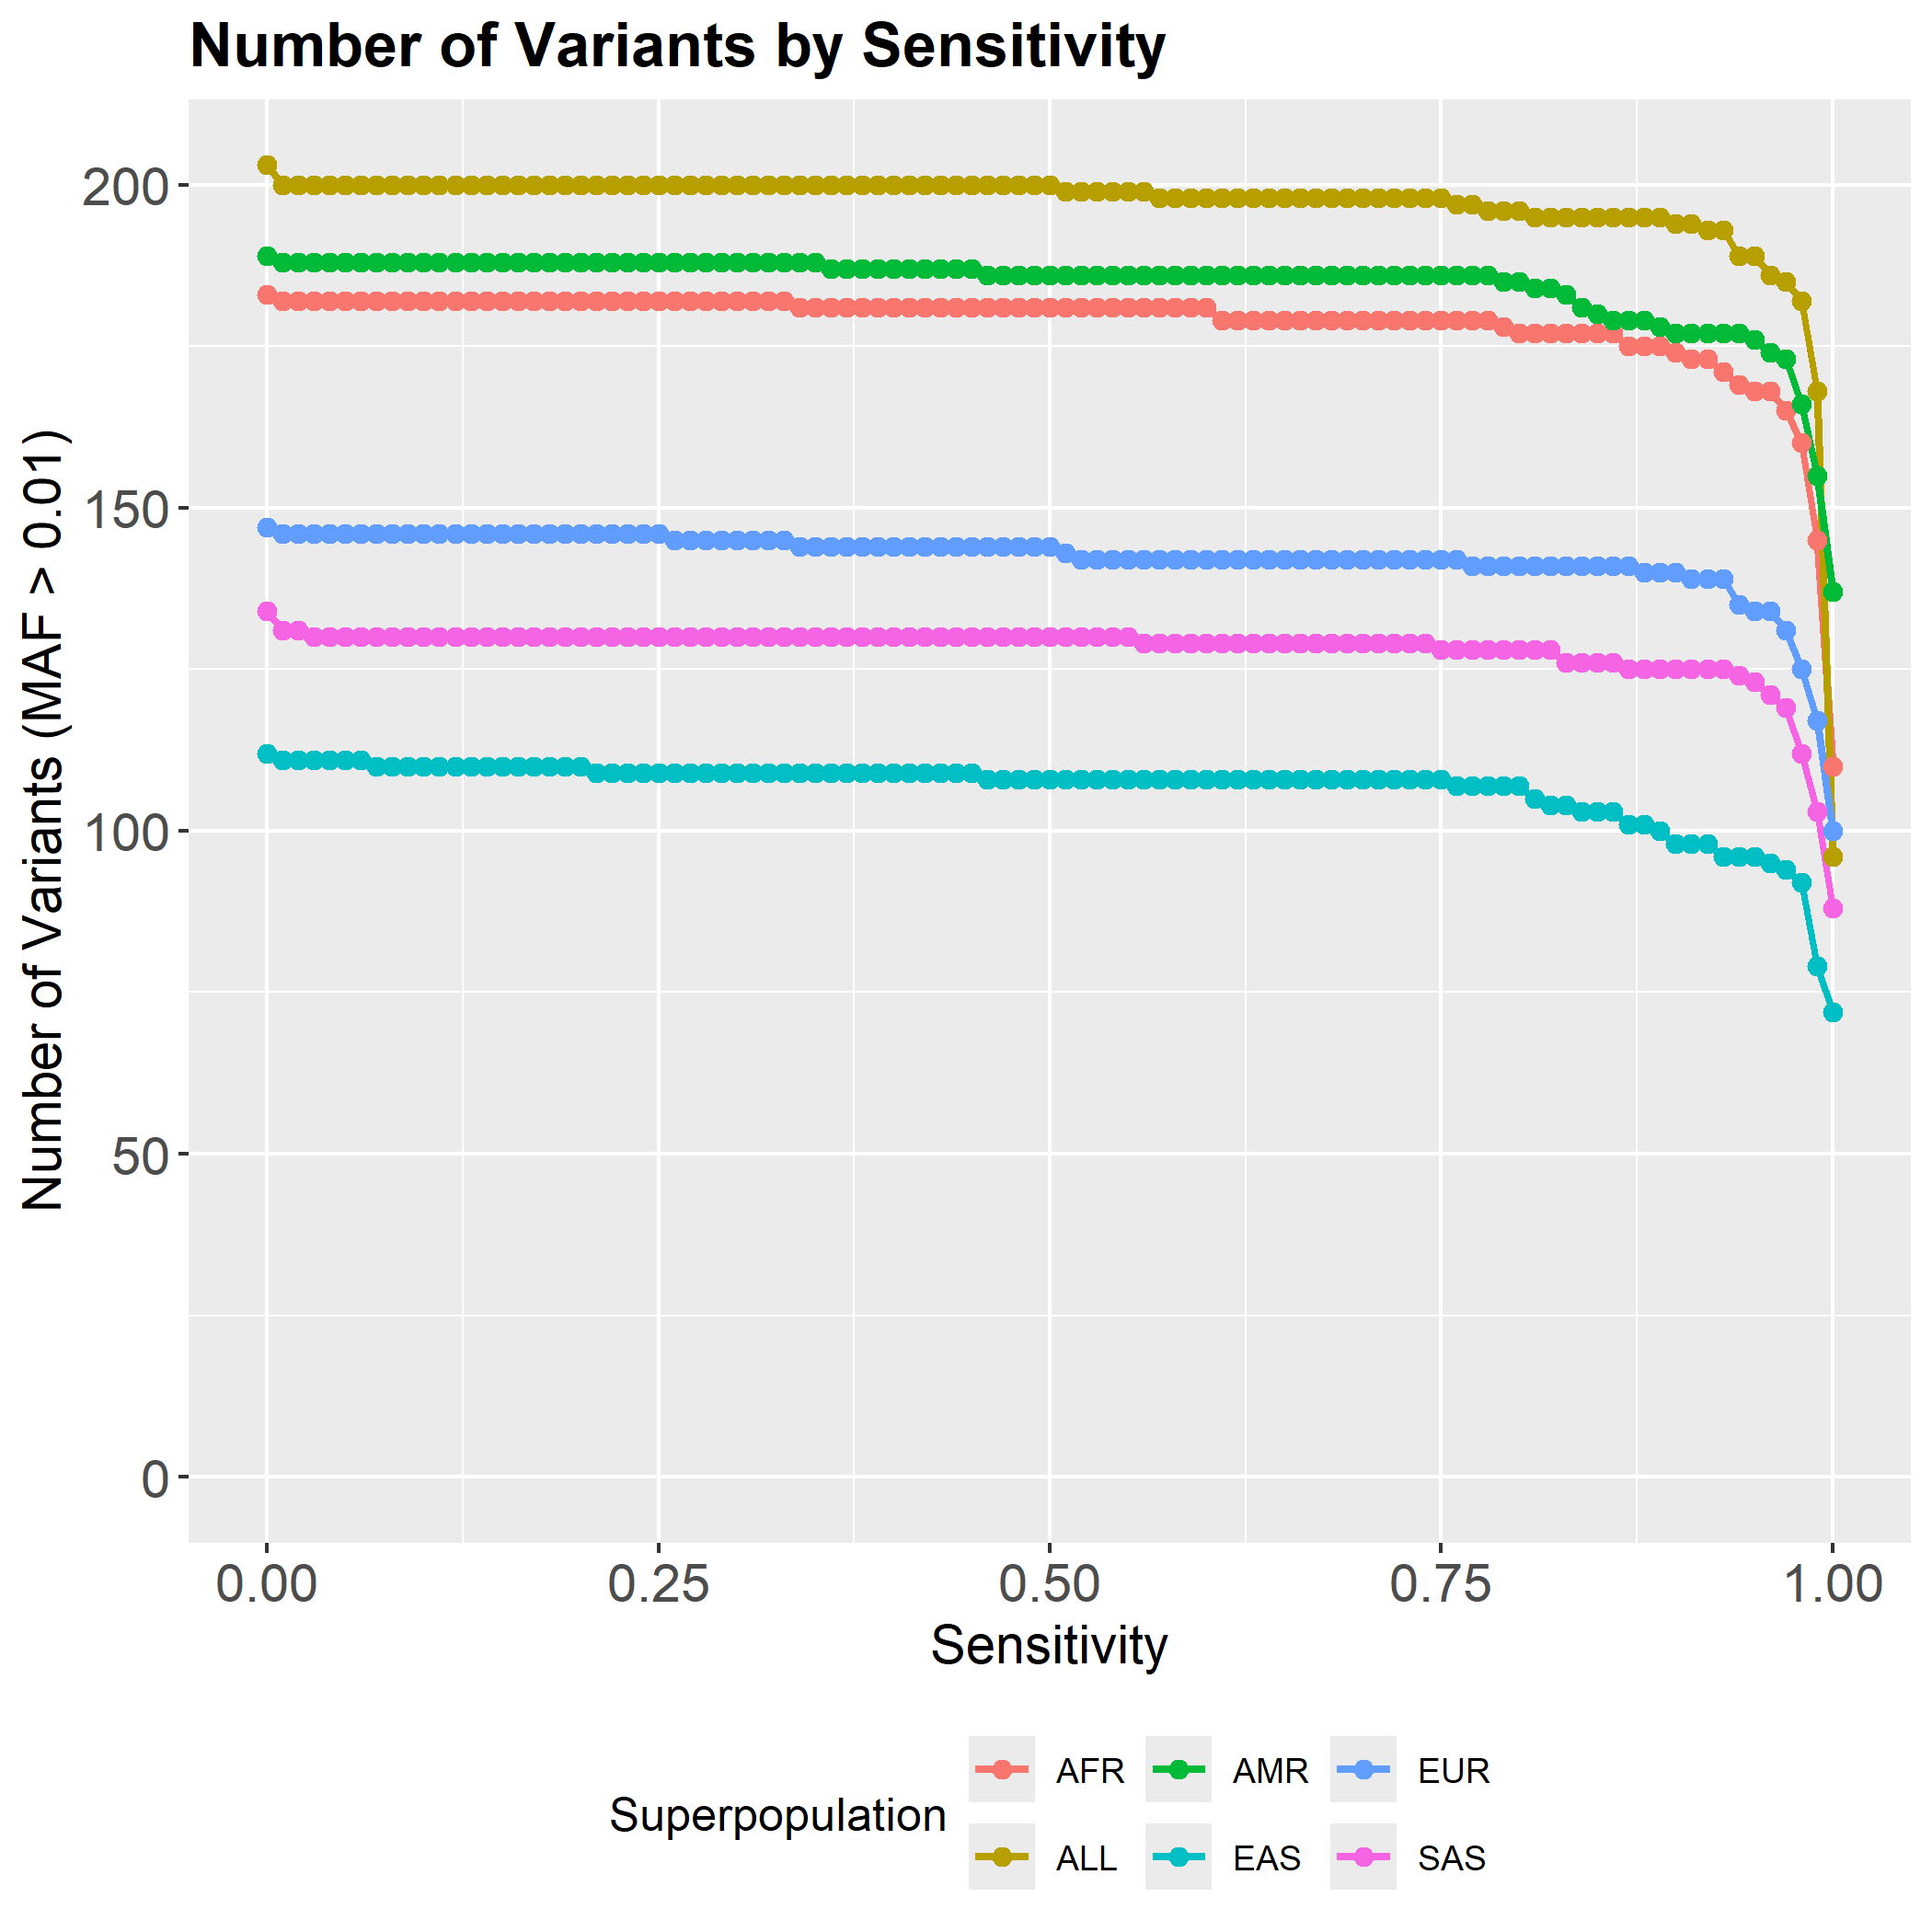 Number of Variants by Sensitivity
Number of Variants (MAF > 0.01)
200
150
100
50
0
0.00 0.25 0.50 0.75 1.00
Sensitivity
Superpopulation
AFR AMR EUR
ALL EAS SAS